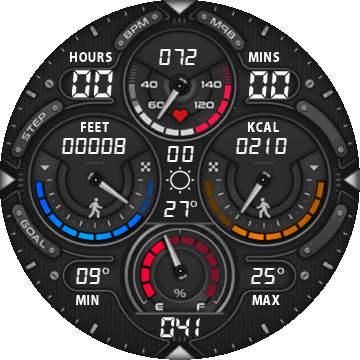 BPM BPM
HOURS 072 MINS
00 40 140 00
60 120
STEP
FEET KCAL
00008 00 0210
27°
GOAL
09° 25°
MIN % MAX
E F
041